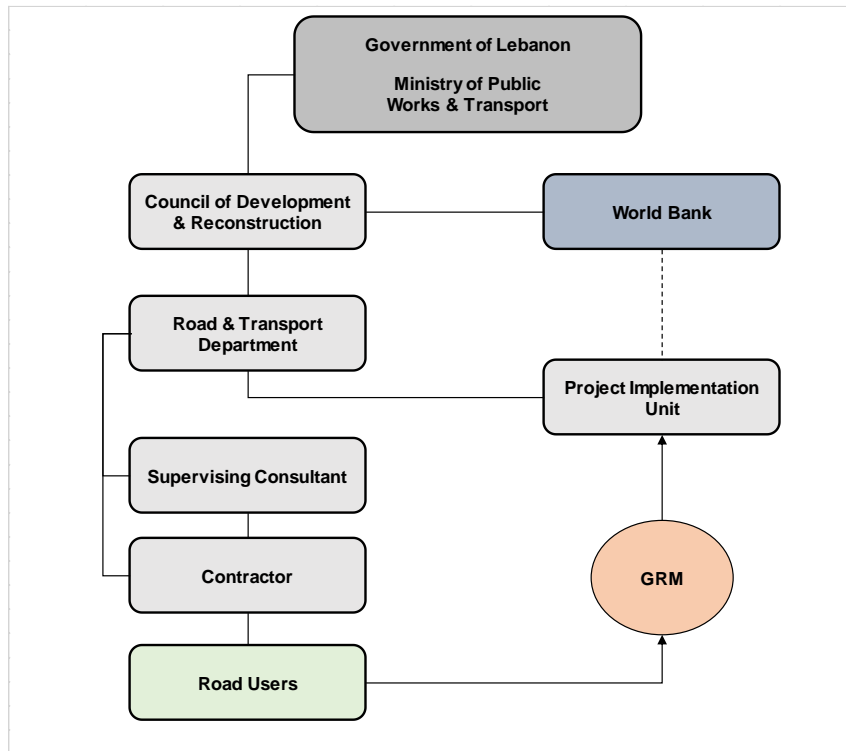 Government of Lebanon
Ministry of Public
Works & Transport
Council of Development
& Reconstruction
World Bank
Road & Transport
Department
Project Implementation
Unit
Supervising Consultant
Contractor
GRM
Road Users